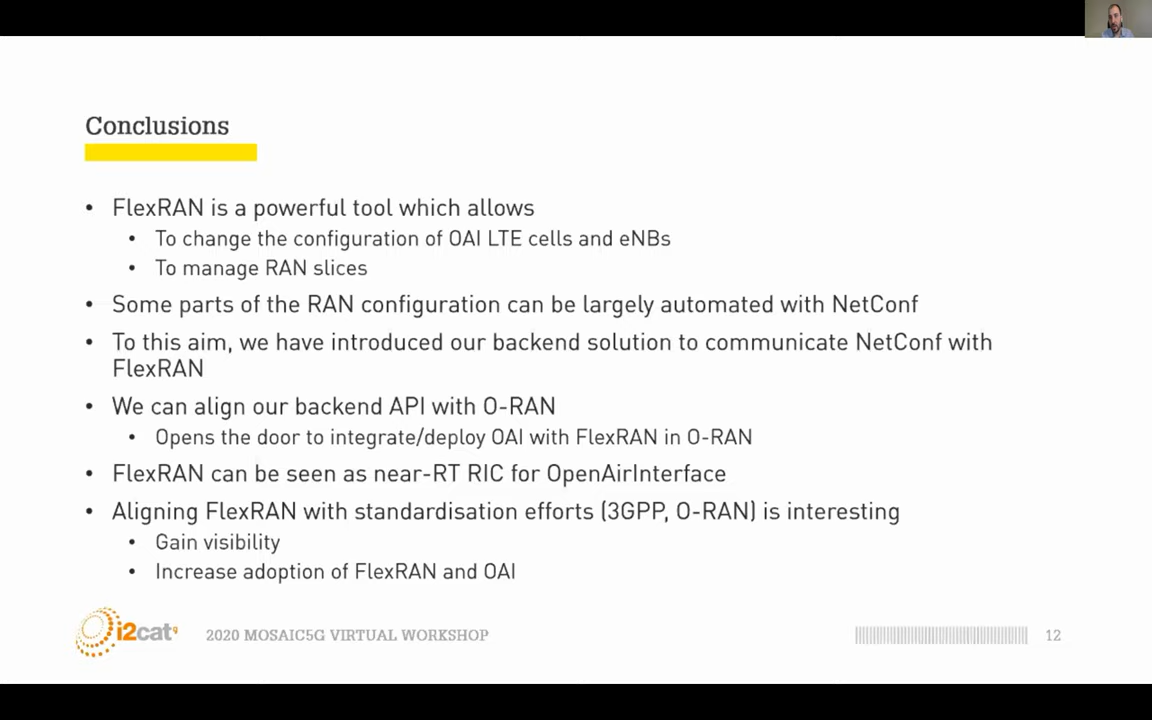 Conclusions
• FlexRAN is a powerful tool which allows
• To change the configuration of OAI LTE cells and eNBs
• To manage RAN slices
• Some parts of the RAN configuration can be largely automated with NetConf
• To this aim, we have introduced our backend solution to communicate NetConf with
FlexRAN
• We can align our backend API with O-RAN
• Opens the door to integrate/deploy OAI with FlexRAN in O-RAN
• FlexRAN can be seen as near-RT RIC for OpenAirInterface
• Aligning FlexRAN with standardisation efforts (3GPP, O-RAN) is interesting
• Gain visibility
• Increase adoption of FlexRAN and OAI
i2cat 2020 MOSAIC5G VIRTUAL WORKSHOP 12